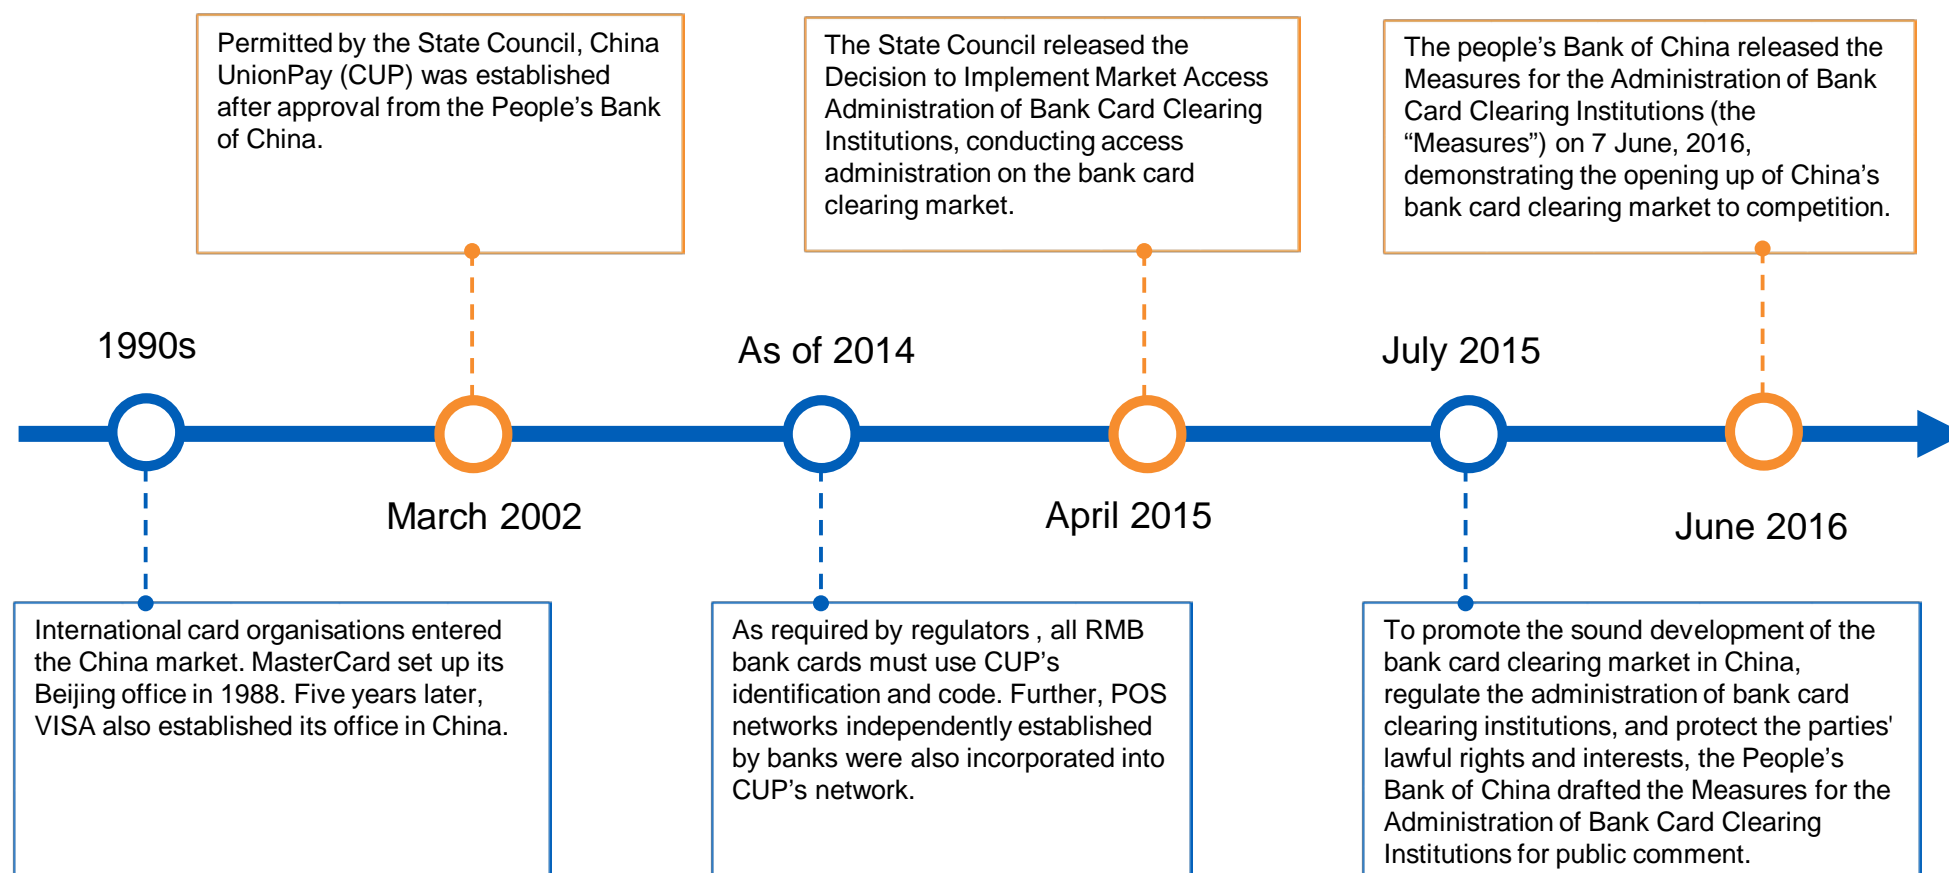 Permitted by the State Council, China
UnionPay (CUP) was established
after approval from the People’s Bank
of China.
The State Council released the
Decision to Implement Market Access
Administration of Bank Card Clearing
Institutions, conducting access
administration on the bank card
clearing market.
The people’s Bank of China released the
Measures for the Administration of Bank
Card Clearing Institutions (the
“Measures”) on 7 June, 2016,
demonstrating the opening up of China’s
bank card clearing market to competition.
1990s
As of 2014
July 2015
March 2002
April 2015
June 2016
International card organisations entered
the China market. MasterCard set up its
Beijing office in 1988. Five years later,
VISA also established its office in China.
As required by regulators , all RMB
bank cards must use CUP’s
identification and code. Further, POS
networks independently established
by banks were also incorporated into
CUP’s network.
To promote the sound development of the
bank card clearing market in China,
regulate the administration of bank card
clearing institutions, and protect the parties'
lawful rights and interests, the People’s
Bank of China drafted the Measures for the
Administration of Bank Card Clearing
Institutions for public comment.